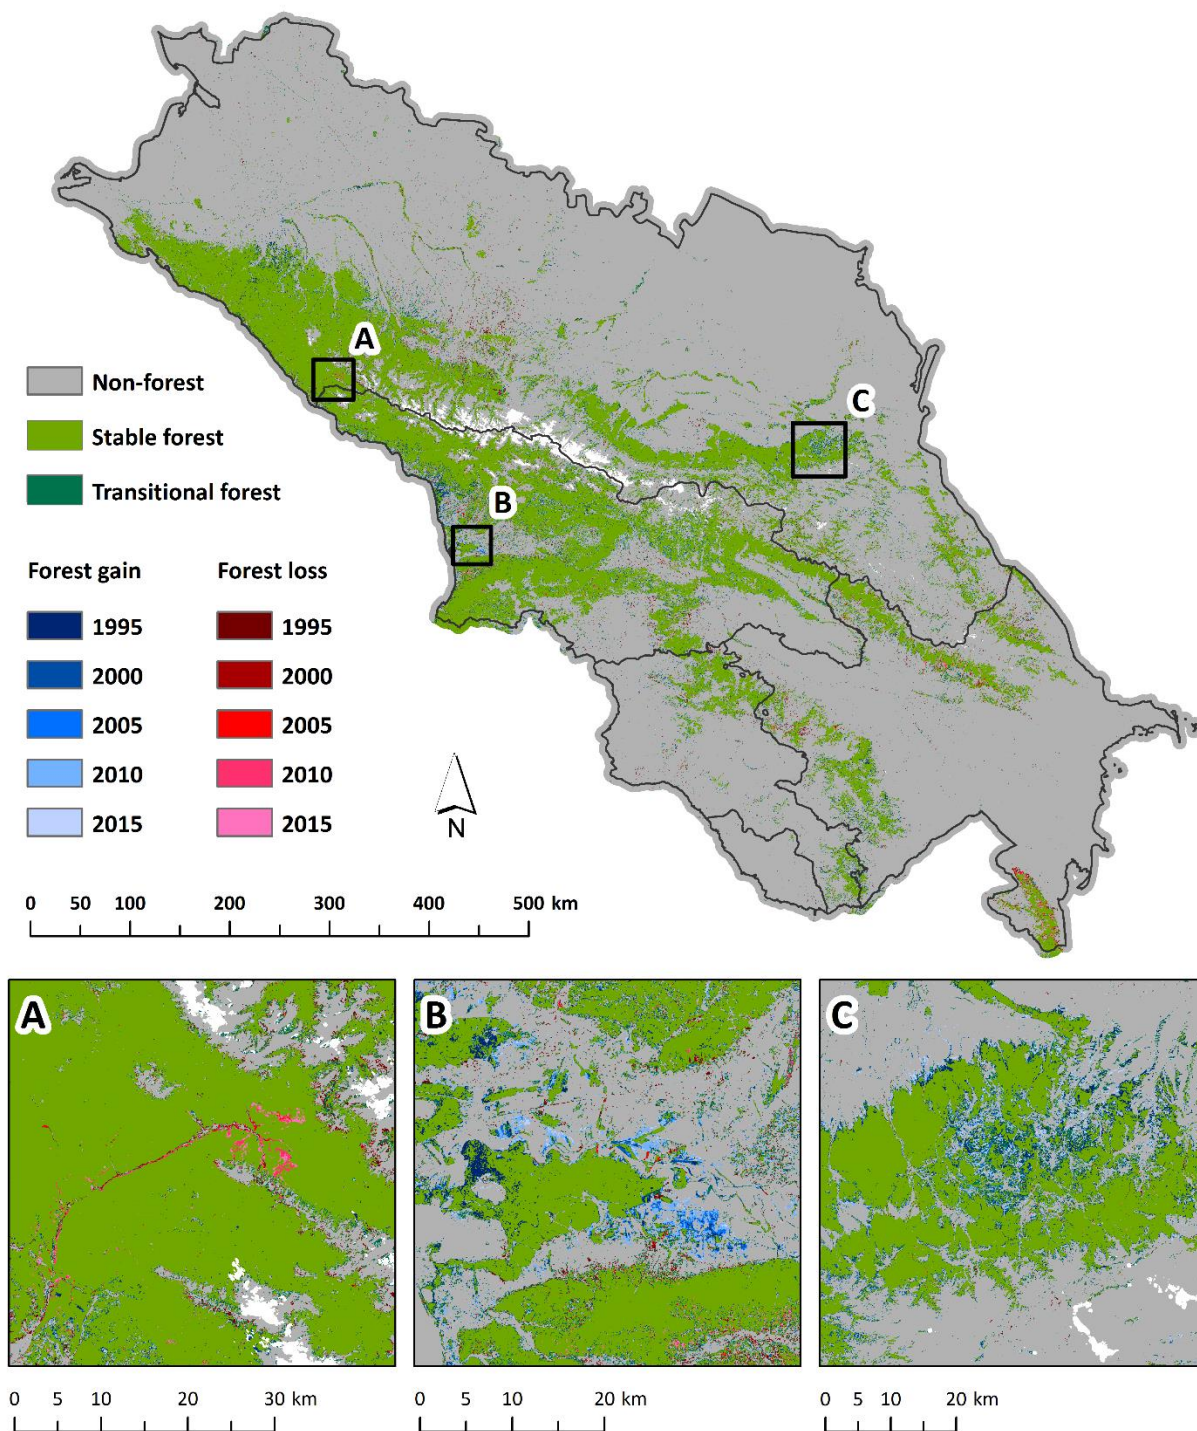 A
C
B
Non-forest
Stable forest
Transitional forest
Forest gain Forest loss
1995 1995
2000 2000
2005 2005
2010 2010
2015 2015
N
0 50 100 200 300 400 500 km
A B C
0 5 10 20 30 km
0 5 10 20 km
0 10 20 km